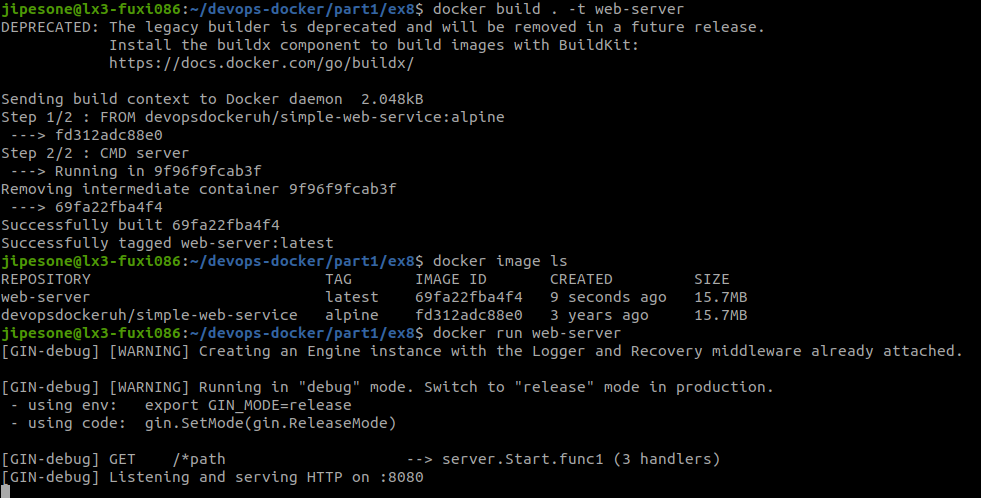 jipesone@lx3-fuxi086:~/devops-docker/part1/ex8$ docker build . -t web-server
DEPRECATED: The legacy builder is deprecated and will be removed in a future release.
            Install the buildx component to build images with BuildKit:
            https://docs.docker.com/go/buildx/

Sending build context to Docker daemon  2.048kB
Step 1/2 : FROM devopsdockeruh/simple-web-service:alpine
 ---> fd312adc88e0
Step 2/2 : CMD server
 ---> Running in 9f96f9fcab3f
Removing intermediate container 9f96f9fcab3f
 ---> 69fa22fba4f4
Successfully built 69fa22fba4f4
Successfully tagged web-server:latest
jipesone@lx3-fuxi086:~/devops-docker/part1/ex8$ docker image ls
REPOSITORY                          TAG       IMAGE ID       CREATED         SIZE
web-server                          latest    69fa22fba4f4   9 seconds ago   15.7MB
devopsdockeruh/simple-web-service   alpine    fd312adc88e0   3 years ago     15.7MB
jipesone@lx3-fuxi086:~/devops-docker/part1/ex8$ docker run web-server
[GIN-debug] [WARNING] Creating an Engine instance with the Logger and Recovery middleware already attached.

[GIN-debug] [WARNING] Running in "debug" mode. Switch to "release" mode in production.
 - using env:   export GIN_MODE=release
 - using code:  gin.SetMode(gin.ReleaseMode)

[GIN-debug] GET    /*path                    --> server.Start.func1 (3 handlers)
[GIN-debug] Listening and serving HTTP on :8080